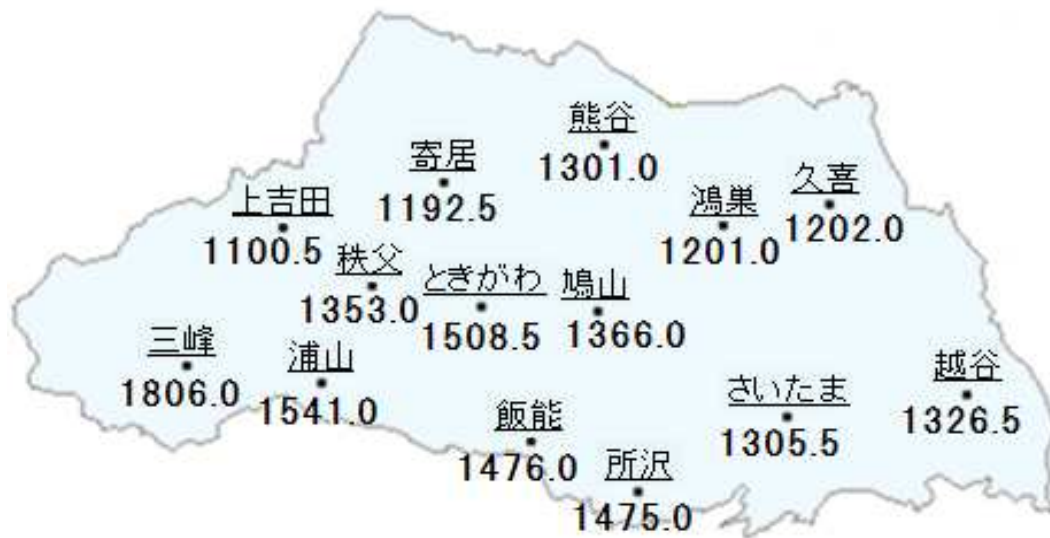 熊谷
1301.0
寄居
1192.5
久喜
1202.0
鴻巣
1201.0
上吉田
1100.5
秩父
1353.0
ときがわ
1508.5
鳩山
1366.0
三峰
1806.0
浦山
1541.0
越谷
1326.5
さいたま
1305.5
飯能
1476.0
所沢
1475.0